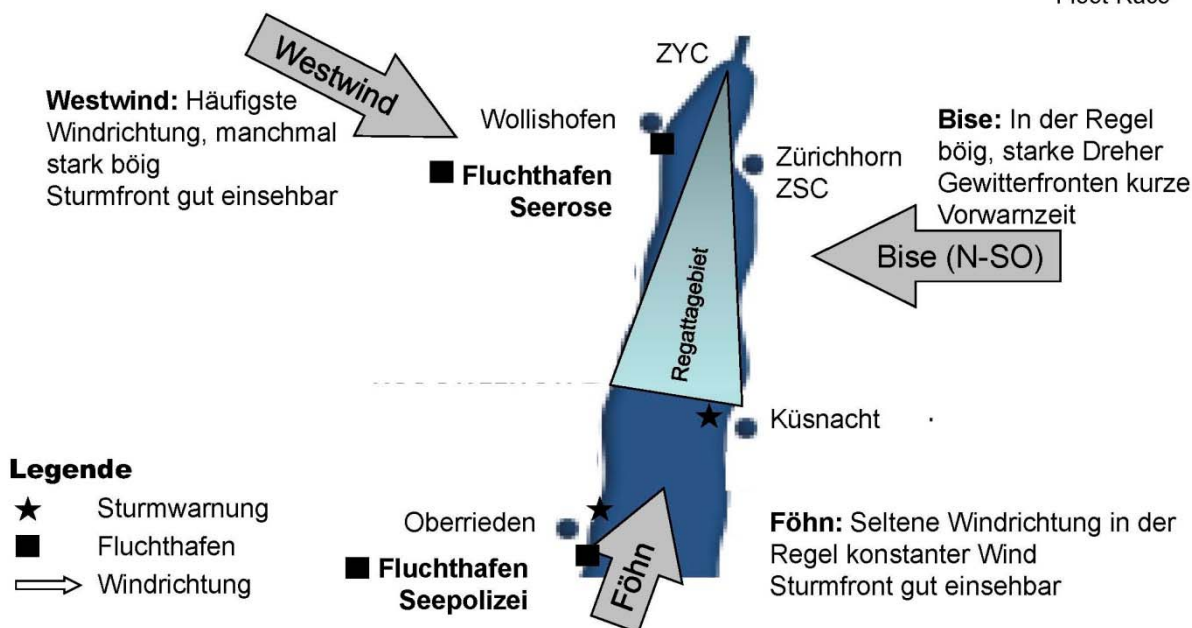 ZYC
Westwind
Westwind: Häufigste
Windrichtung, manchmal
stark böig
Sturmfront gut einsehbar
Wollishofen
Fluchthafen
Seerose
Zürichhorn
ZSC
Bise: In der Regel
böig, starke Dreher
Gewitterfronten kurze
Vorwarnzeit
Bise (N-SO)
Regattagebiet
Küsnacht
Legende
Sturmwarnung
Fluchthafen
Windrichtung
Oberrieden
Fluchthafen
Seepolizei
Föhn
Föhn: Seltene Windrichtung in der
Regel konstanter Wind
Sturmfront gut einsehbar